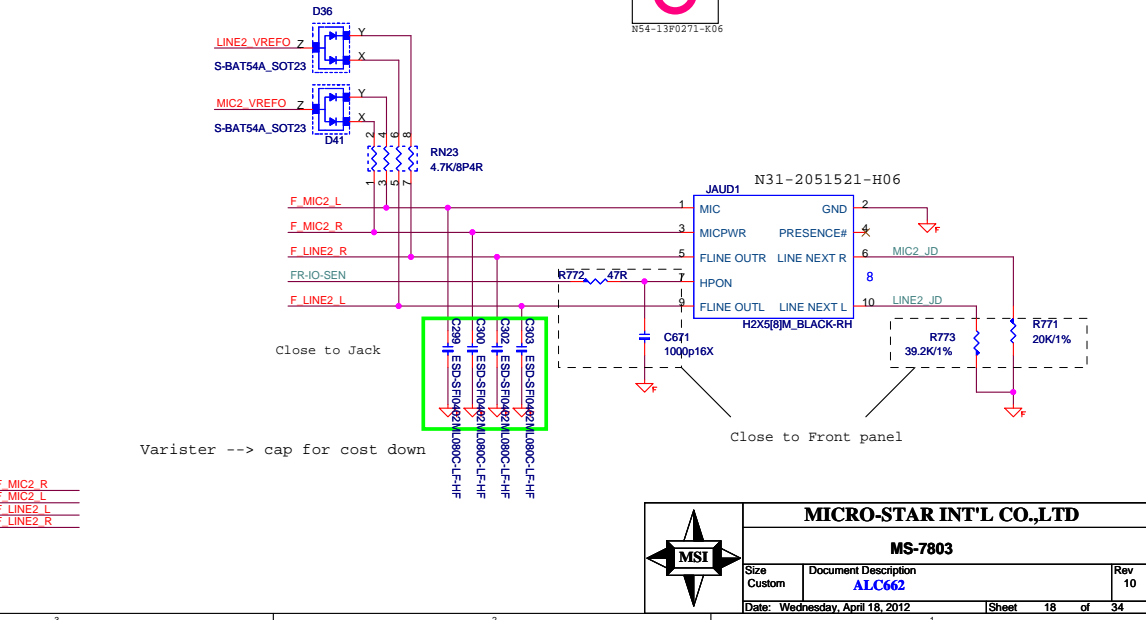 D36
N54-13F0271-K06
Y
LINE2_VREFO Z
X
S-BAT54A_SOT23
Y
MIC2_VREFO Z
X
S-BAT54A_SOT23
D41
2 4 6 8
RN23
4.7K/8P4R
1 3 5 7
N31-2051521-H06
JAUD1
F_MIC2_L 1 MIC GND 2
F_MIC2_R 3 MICPWR PRESENCE# 4
F_LINE2_R 5 FLINE OUTR LINE NEXT R 6 MIC2_JD
FR-IO-SEN R772 47R 7 HPON 8
F_LINE2_L 9 FLINE OUTL LINE NEXT L 10 LINE2_JD
H2X5[8]M_BLACK-RH
F
C299 ESD-SFI0402ML080C-LF-HF
C300 ESD-SFI0402ML080C-LF-HF
C302 ESD-SFI0402ML080C-LF-HF
C303 ESD-SFI0402ML080C-LF-HF
C671
1000p16X
F
R773
39.2K/1%
R771
20K/1%
F
Close to Jack
Close to Front panel
Varister --> cap for cost down
F_MIC2_R
F_MIC2_L
F_LINE2_L
F_LINE2_R
MSI
MICRO-STAR INT'L CO.,LTD
MS-7803
Size
Custom
Document Description
ALC662
Rev
10
Date: Wednesday, April 18, 2012 Sheet 18 of 34